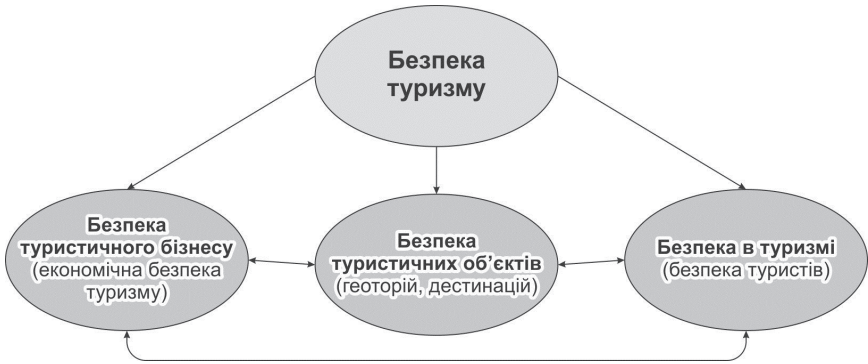 Безпека
туризму
Безпека
туристичного бізнесу
(економічна безпека
туризму)
Безпека
туристичних об’єктів
(геоторій, дестинацій)
Безпека в туризмі
(безпека туристів)